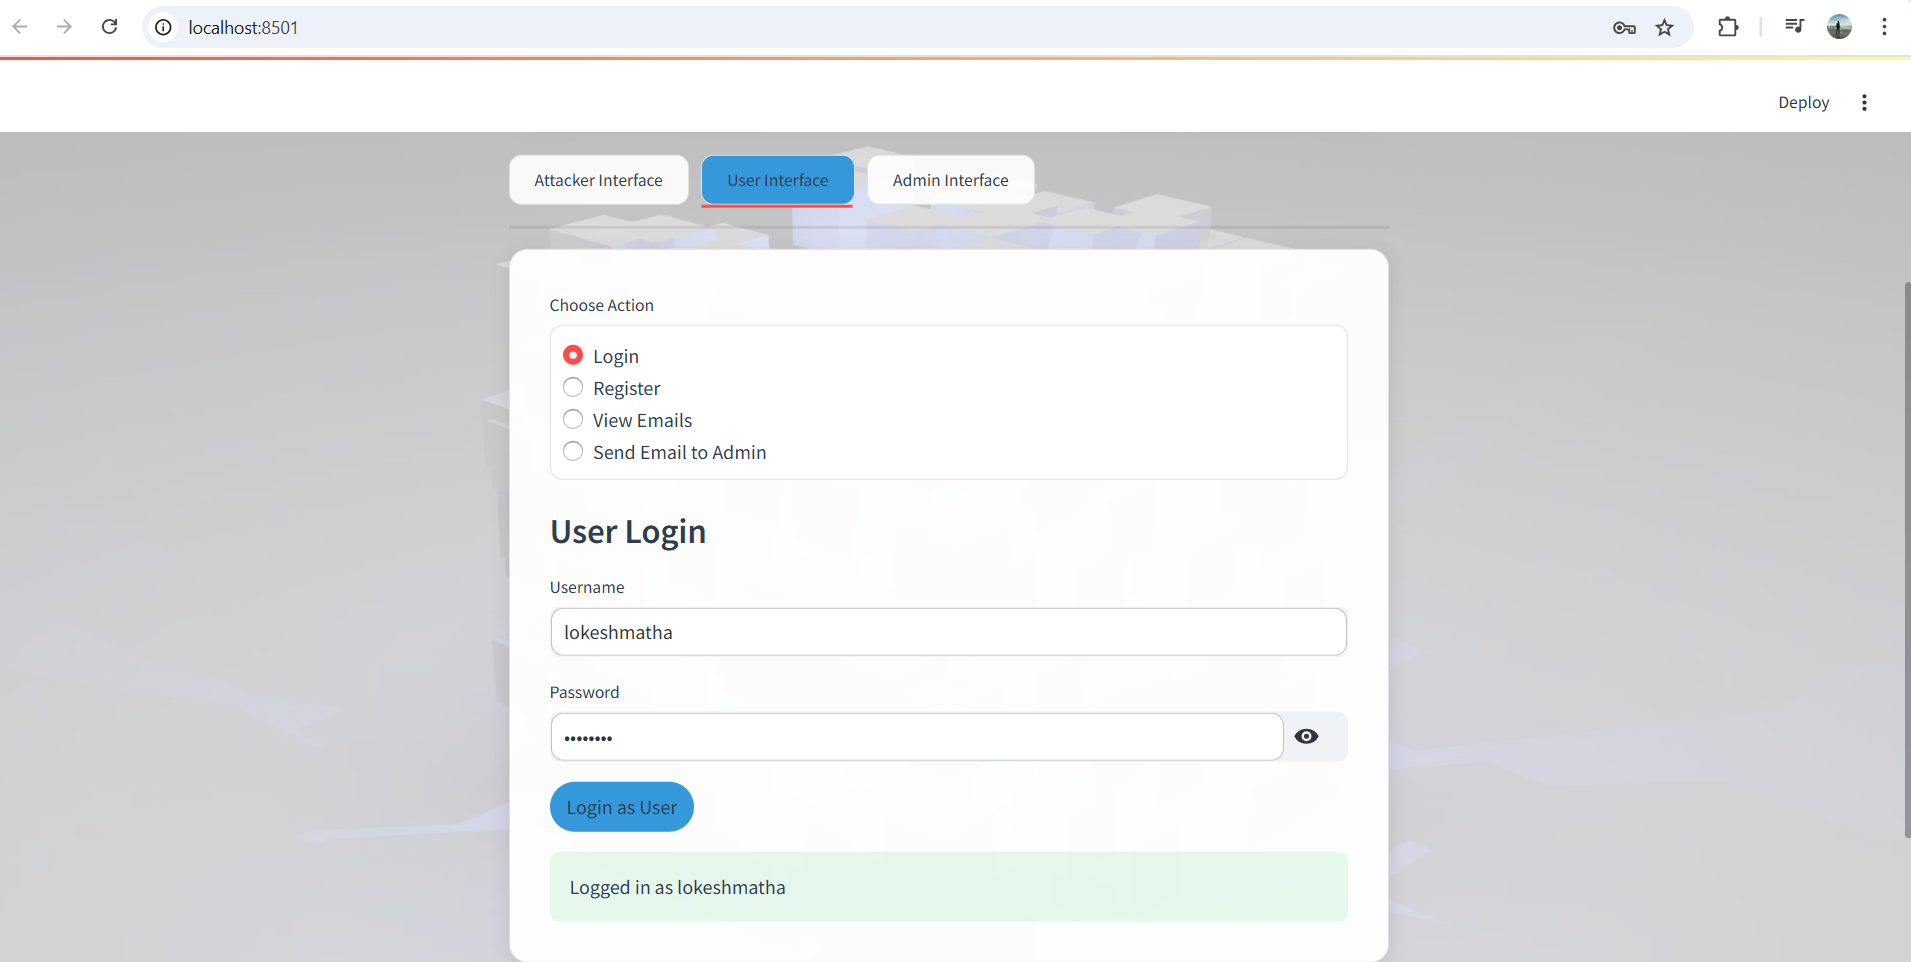 localhost:8501
Deploy
Attacker Interface
User Interface
Admin Interface
Choose Action
Login
Register
View Emails
Send Email to Admin
User Login
Username
lokeshmatha
Password
••••••••
Login as User
Logged in as lokeshmatha